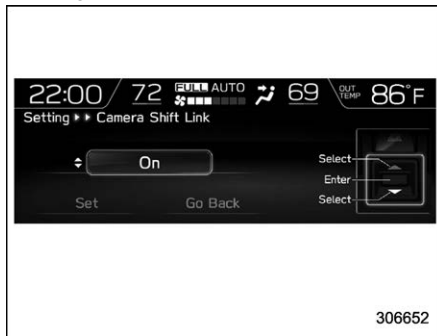 22:00 72 FULL AUTO 69 OUT TEMP 86°F
Setting ▸ ▸ Camera Shift Link
On
Select
Enter
Select
Set Go Back
306652